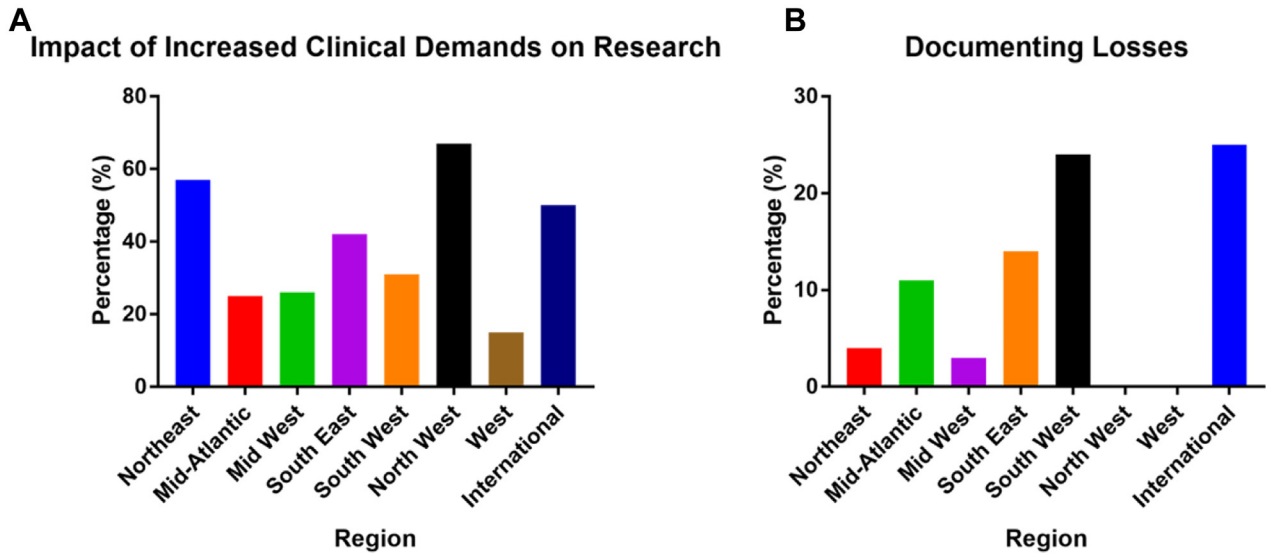 A
Impact of Increased Clinical Demands on Research
Percentage (%)
80
60
40
20
0
Northeast
Mid-Atlantic
Mid West
South East
South West
North West
West
International
Region
B
Documenting Losses
Percentage (%)
30
20
10
0
Northeast
Mid-Atlantic
Mid West
South East
South West
North West
West
International
Region